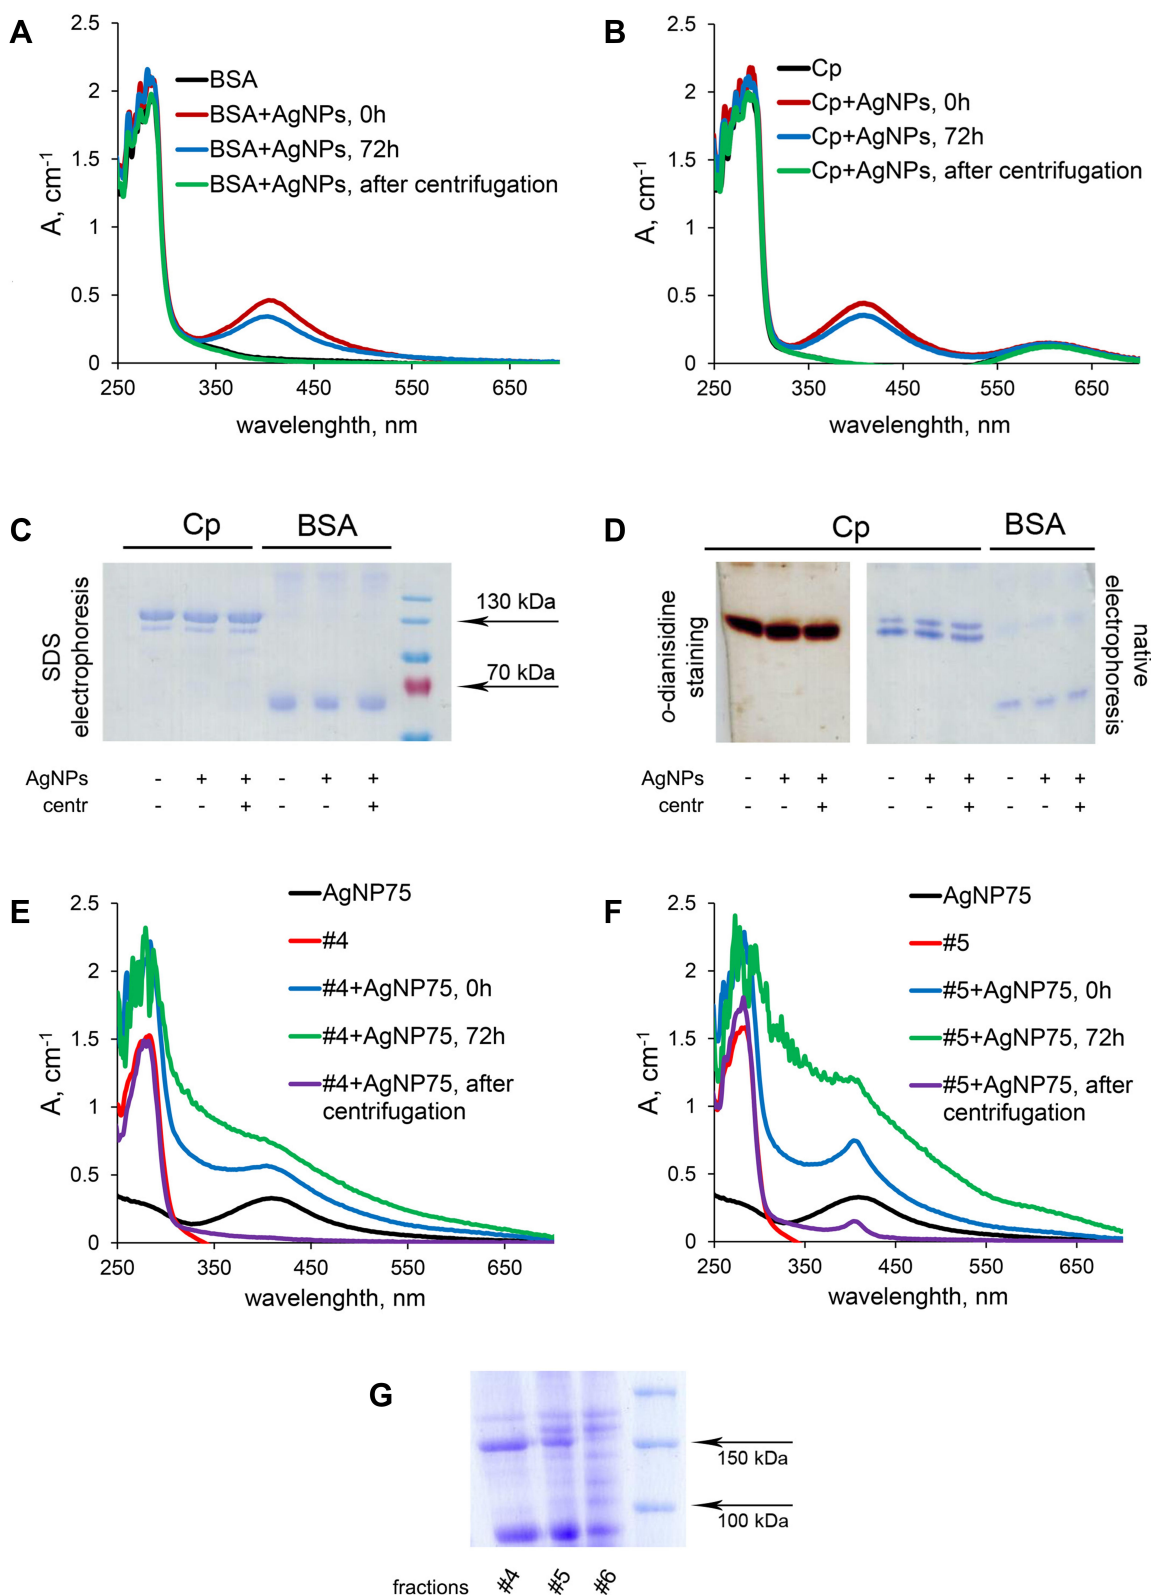 A
2.5
2
1.5
1
0.5
0
A, cm-1
250 350 450 550 650
wavelenghth, nm
BSA
BSA+AgNPs, 0h
BSA+AgNPs, 72h
BSA+AgNPs, after centrifugation
B
2.5
2
1.5
1
0.5
0
A, cm-1
250 350 450 550 650
wavelenghth, nm
Cp
Cp+AgNPs, 0h
Cp+AgNPs, 72h
Cp+AgNPs, after centrifugation
C
Cp BSA
SDS
electrophoresis
130 kDa
70 kDa
AgNPs - + + - + +
centr - - + - - +
D
Cp BSA
o-dianisidine
staining
native
electrophoresis
AgNPs - + + - + + - + +
centr - - + - - + - - +
E
2.5
2
1.5
1
0.5
0
A, cm-1
250 350 450 550 650
wavelenghth, nm
AgNP75
#4
#4+AgNP75, 0h
#4+AgNP75, 72h
#4+AgNP75, after
centrifugation
F
2.5
2
1.5
1
0.5
0
A, cm-1
250 350 450 550 650
wavelenghth, nm
AgNP75
#5
#5+AgNP75, 0h
#5+AgNP75, 72h
#5+AgNP75, after
centrifugation
G
150 kDa
100 kDa
fractions #4 #5 #6